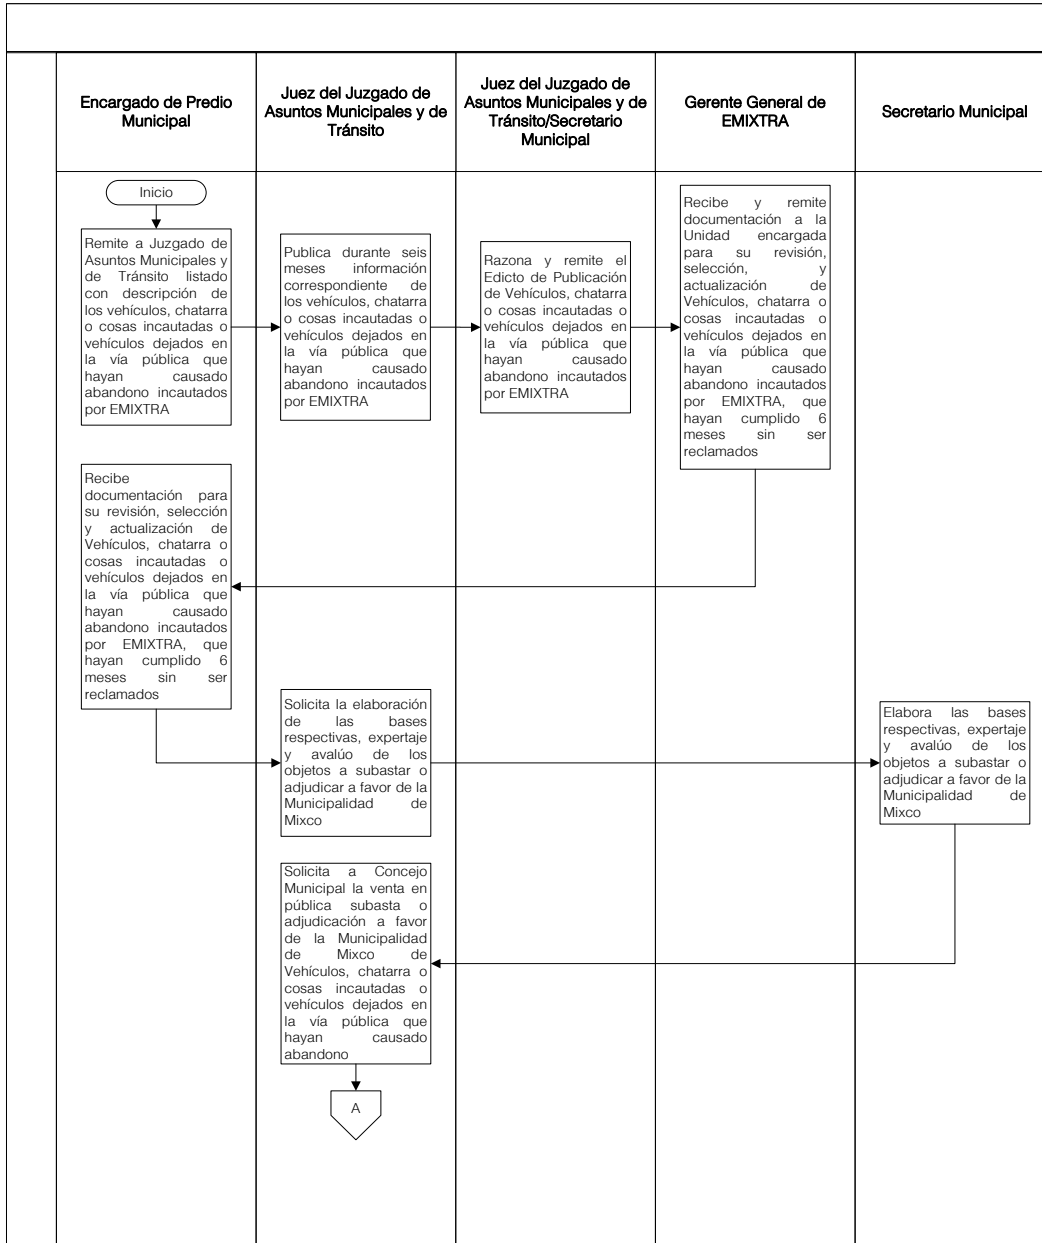 Encargado de Predio
Municipal
Juez del Juzgado de
Asuntos Municipales y de
Tránsito
Juez del Juzgado de
Asuntos Municipales y de
Tránsito/Secretario
Municipal
Gerente General de
EMIXTRA
Secretario Municipal
Inicio
Remite a Juzgado de
Asuntos Municipales y
de Tránsito listado
con descripción de
los vehículos, chatarra
o cosas incautadas o
vehículos dejados en
la vía pública que
hayan causado
abandono incautados
por EMIXTRA
Publica durante seis
meses información
correspondiente de
los vehículos, chatarra
o cosas incautadas o
vehículos dejados en
la vía pública que
hayan causado
abandono incautados
por EMIXTRA
Razona y remite el
Edicto de Publicación
de Vehículos, chatarra
o cosas incautadas o
vehículos dejados en
la vía pública que
hayan causado
abandono incautados
por EMIXTRA
Recibe y remite
documentación a la
Unidad encargada
para su revisión,
selección, y
actualización de
Vehículos, chatarra o
cosas incautadas o
vehículos dejados en
la vía pública que
hayan causado
abandono incautados
por EMIXTRA, que
hayan cumplido 6
meses sin ser
reclamados
Recibe
documentación para
su revisión, selección
y actualización de
Vehículos, chatarra o
cosas incautadas o
vehículos dejados en
la vía pública que
hayan causado
abandono incautados
por EMIXTRA, que
hayan cumplido 6
meses sin ser
reclamados
Solicita la elaboración
de las bases
respectivas, expertaje
y avalúo de los
objetos a subastar o
adjudicar a favor de la
Municipalidad de
Mixco
Elabora las bases
respectivas, expertaje
y avalúo de los
objetos a subastar o
adjudicar a favor de la
Municipalidad de
Mixco
Solicita a Concejo
Municipal la venta en
pública subasta o
adjudicación a favor
de la Municipalidad
de Mixco de
Vehículos, chatarra o
cosas incautadas o
vehículos dejados en
la vía pública que
hayan causado
abandono
A